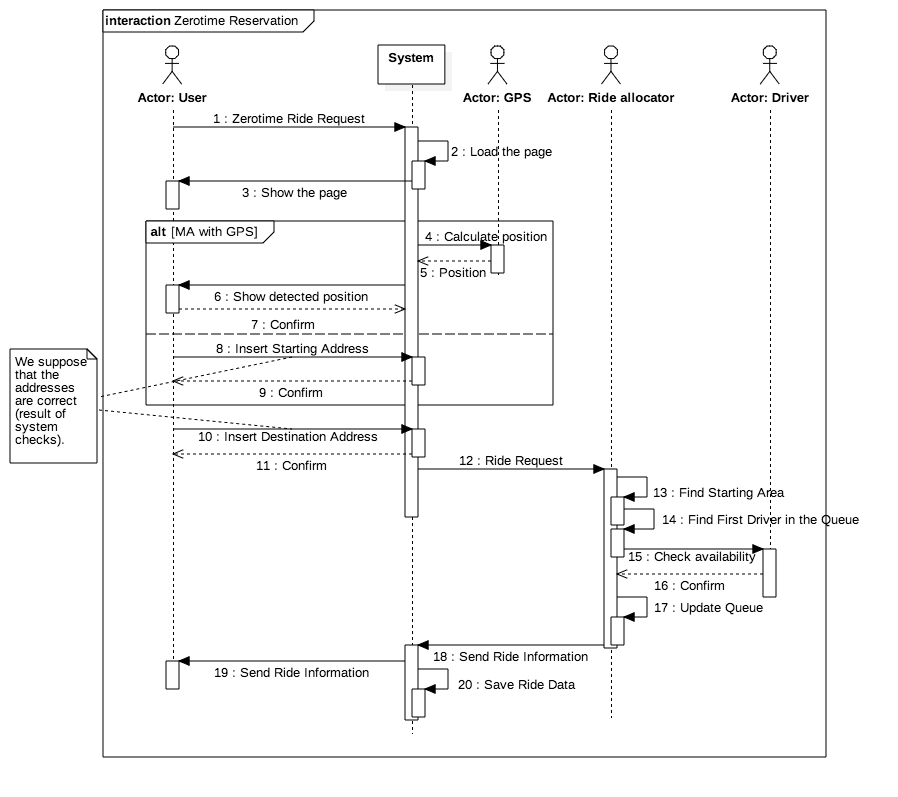 interaction Zerotime Reservation
System
Actor: User
Actor: GPS
Actor: Ride allocator
Actor: Driver
1 : Zerotime Ride Request
2 : Load the page
3 : Show the page
alt [MA with GPS]
4 : Calculate position
5 : Position
6 : Show detected position
7 : Confirm
8 : Insert Starting Address
We suppose
that the
addresses
are correct
(result of
system
checks).
9 : Confirm
10 : Insert Destination Address
11 : Confirm
12 : Ride Request
13 : Find Starting Area
14 : Find First Driver in the Queue
15 : Check availability
16 : Confirm
17 : Update Queue
18 : Send Ride Information
19 : Send Ride Information
20 : Save Ride Data